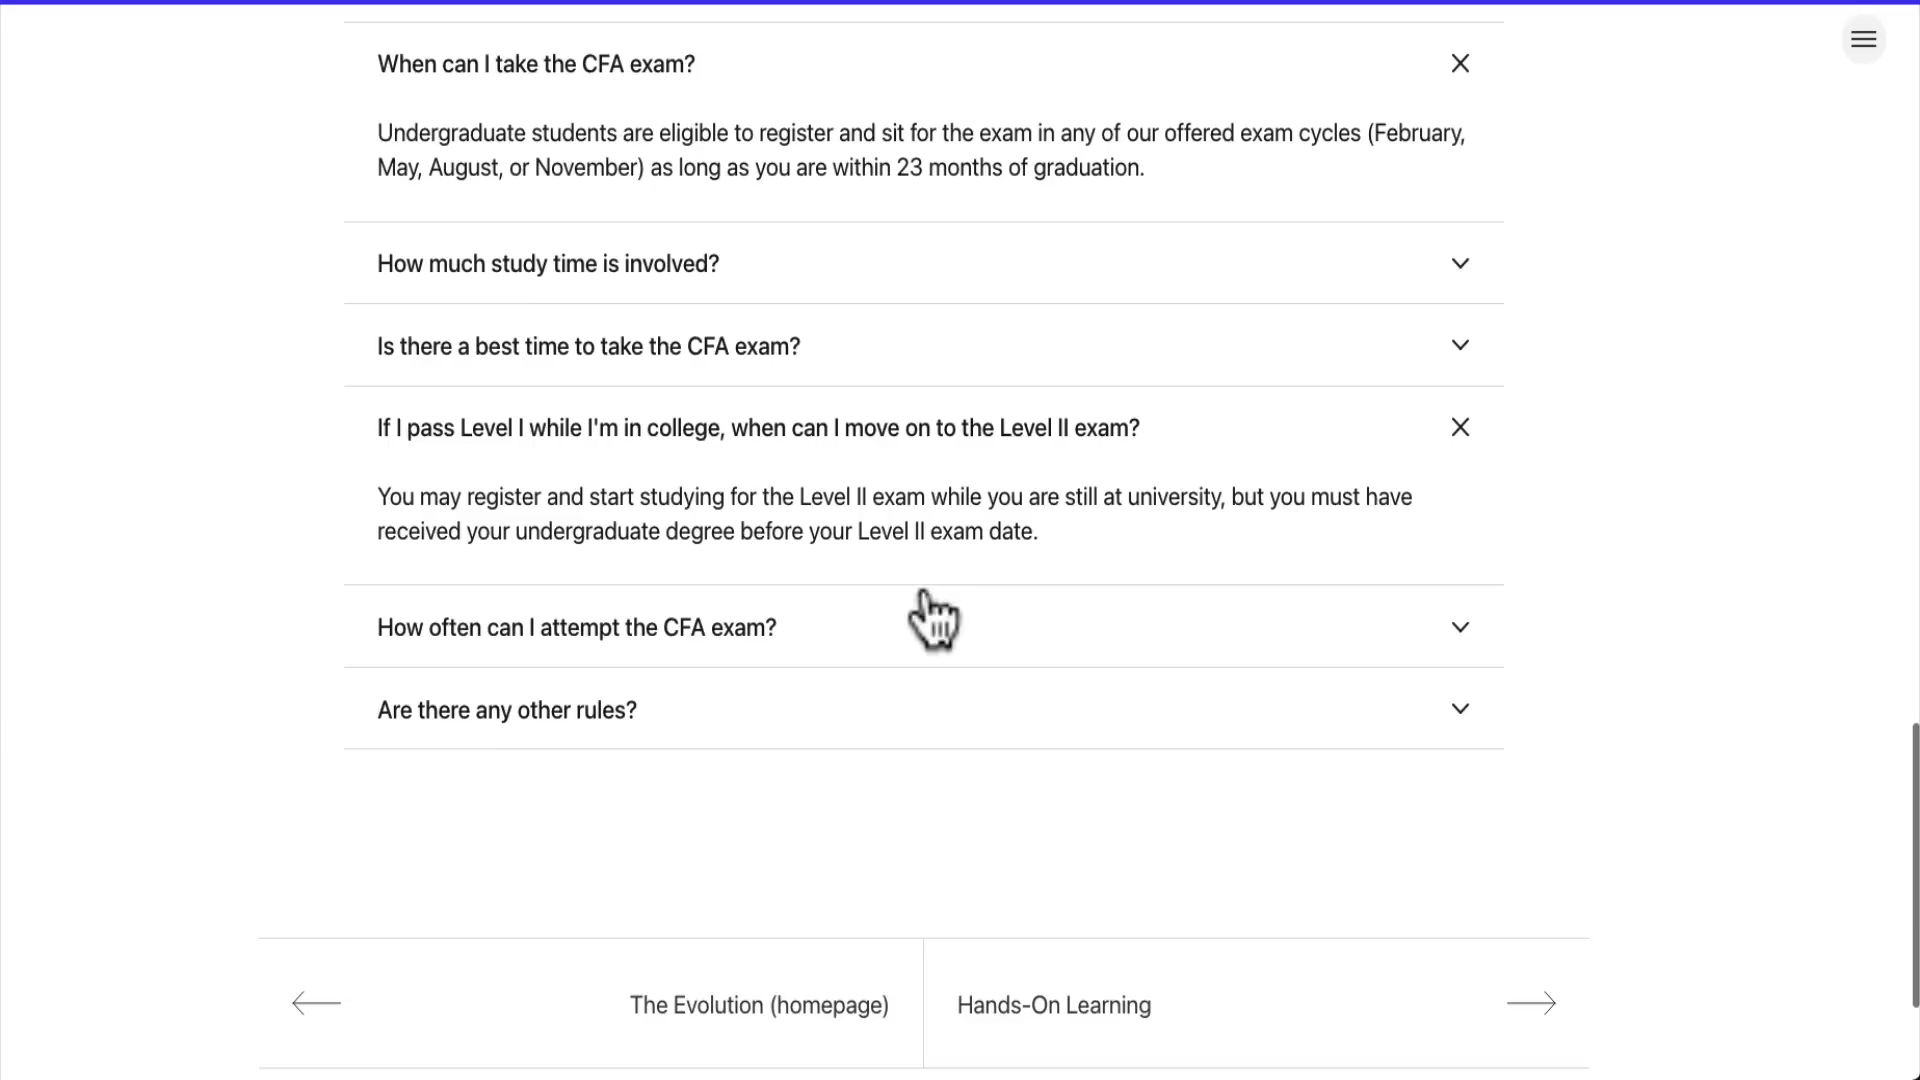 When can I take the CFA exam?
Undergraduate students are eligible to register and sit for the exam in any of our offered exam cycles (February,
May, August, or November) as long as you are within 23 months of graduation.
How much study time is involved?
Is there a best time to take the CFA exam?
If I pass Level I while I'm in college, when can I move on to the Level II exam?
You may register and start studying for the Level II exam while you are still at university, but you must have
received your undergraduate degree before your Level II exam date.
How often can I attempt the CFA exam?
Are there any other rules?
The Evolution (homepage)
Hands-On Learning